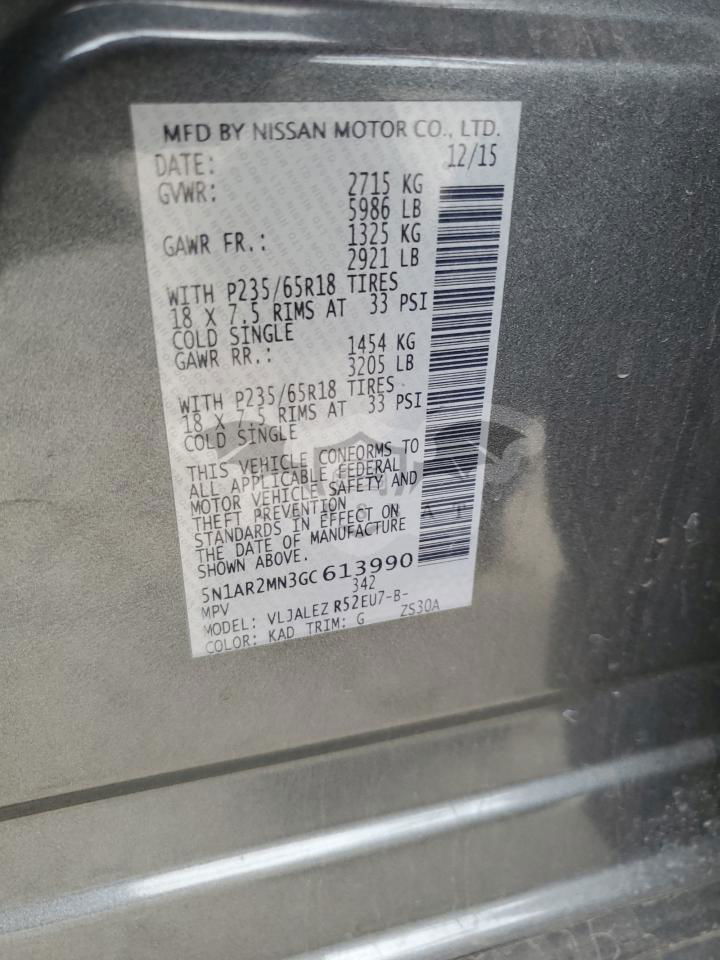 MFD BY NISSAN MOTOR CO., LTD.
DATE: 12/15
GVWR: 2715 KG
5986 LB
GAWR FR.: 1325 KG
2921 LB
WITH P235/65R18 TIRES
18 X 7.5 RIMS AT 33 PSI
COLD SINGLE
GAWR RR.: 1454 KG
3205 LB
WITH P235/65R18 TIRES
18 X 7.5 RIMS AT 33 PSI
COLD SINGLE
THIS VEHICLE CONFORMS TO
ALL APPLICABLE FEDERAL
MOTOR VEHICLE SAFETY AND
THEFT PREVENTION
STANDARDS IN EFFECT ON
THE DATE OF MANUFACTURE
SHOWN ABOVE.
5N1AR2MN3GC613990
MPV 342
MODEL: VLJALEZ R52EU7-B-
COLOR: KAD TRIM: G ZS30A